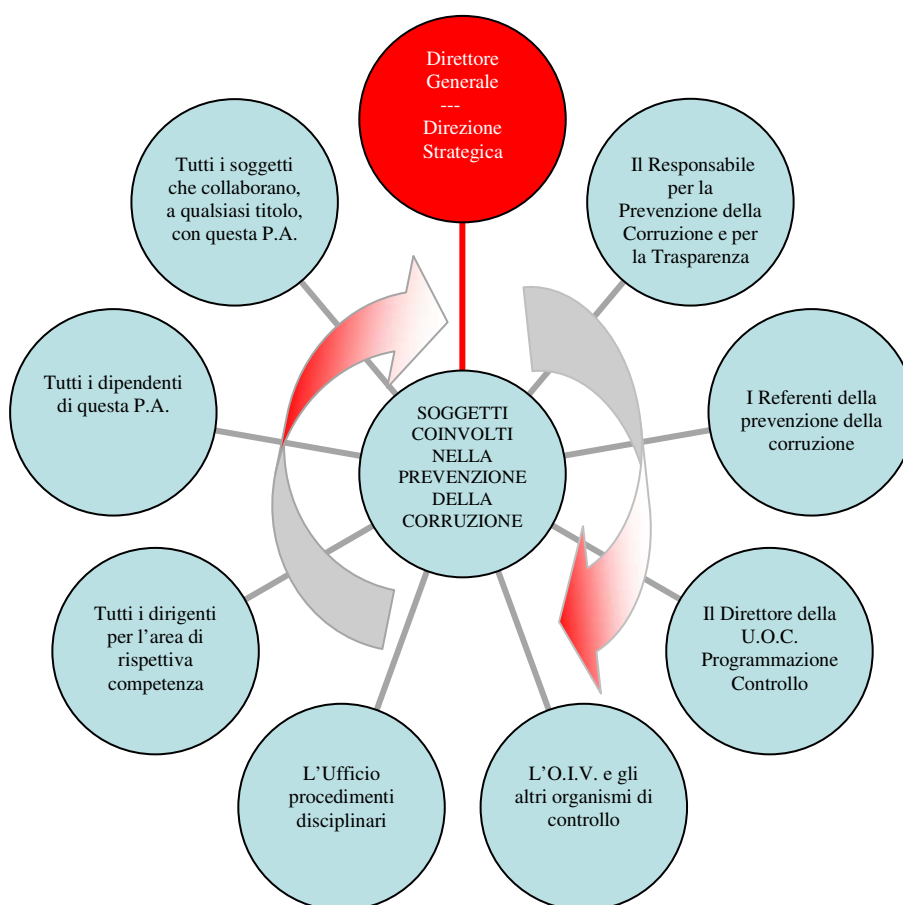 Direttore
Generale
---
Direzione
Strategica
Il Responsabile
per la
Prevenzione della
Corruzione e per
la Trasparenza
I Referenti della
prevenzione della
corruzione
Il Direttore della
U.O.C.
Programmazione
Controllo
L’O.I.V. e gli
altri organismi di
controllo
L’Ufficio
procedimenti
disciplinari
Tutti i dirigenti
per l’area di
rispettiva
competenza
Tutti i dipendenti
di questa P.A.
Tutti i soggetti
che collaborano,
a qualsiasi titolo,
con questa P.A.
SOGGETTI
COINVOLTI
NELLA
PREVENZIONE
DELLA
CORRUZIONE